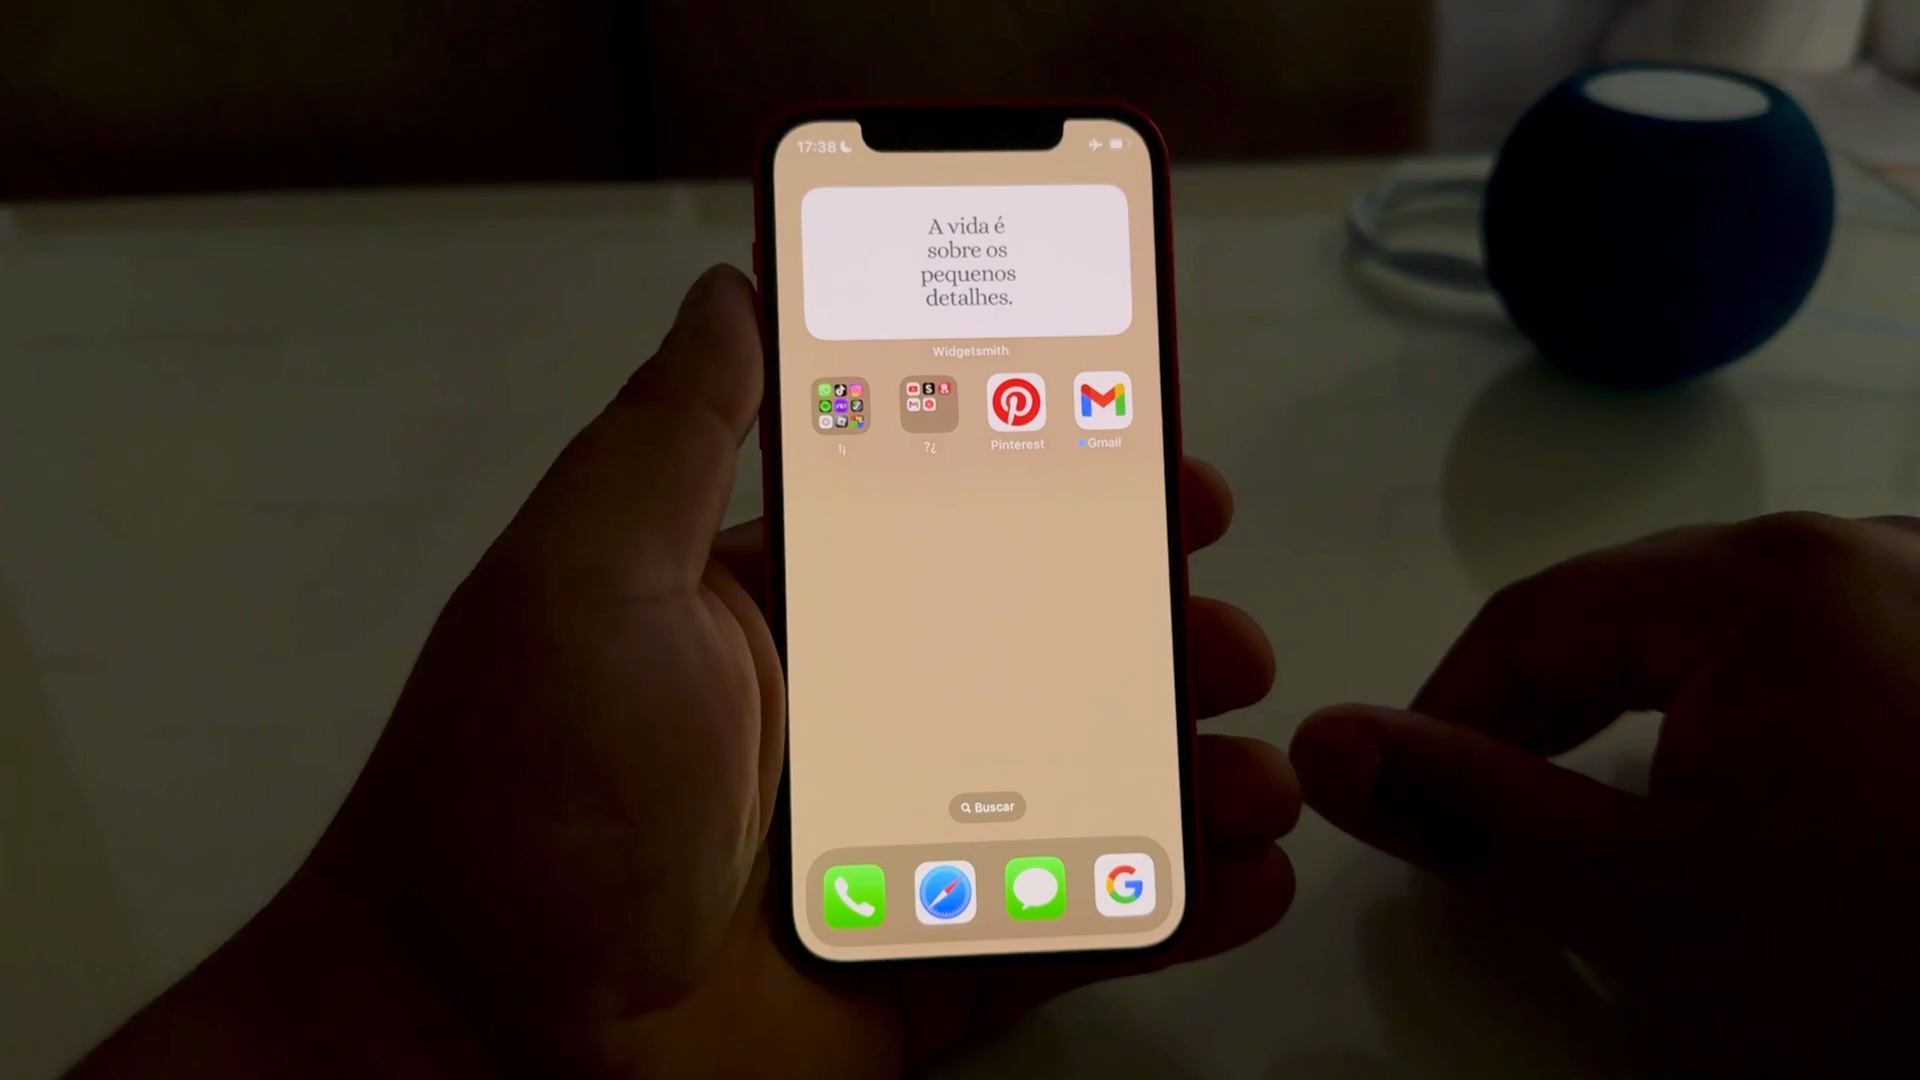 17:38
A vida é
sobre os
pequenos
detalhes.
Widgetsmith
!¡
?¿
Pinterest
Gmail
Buscar